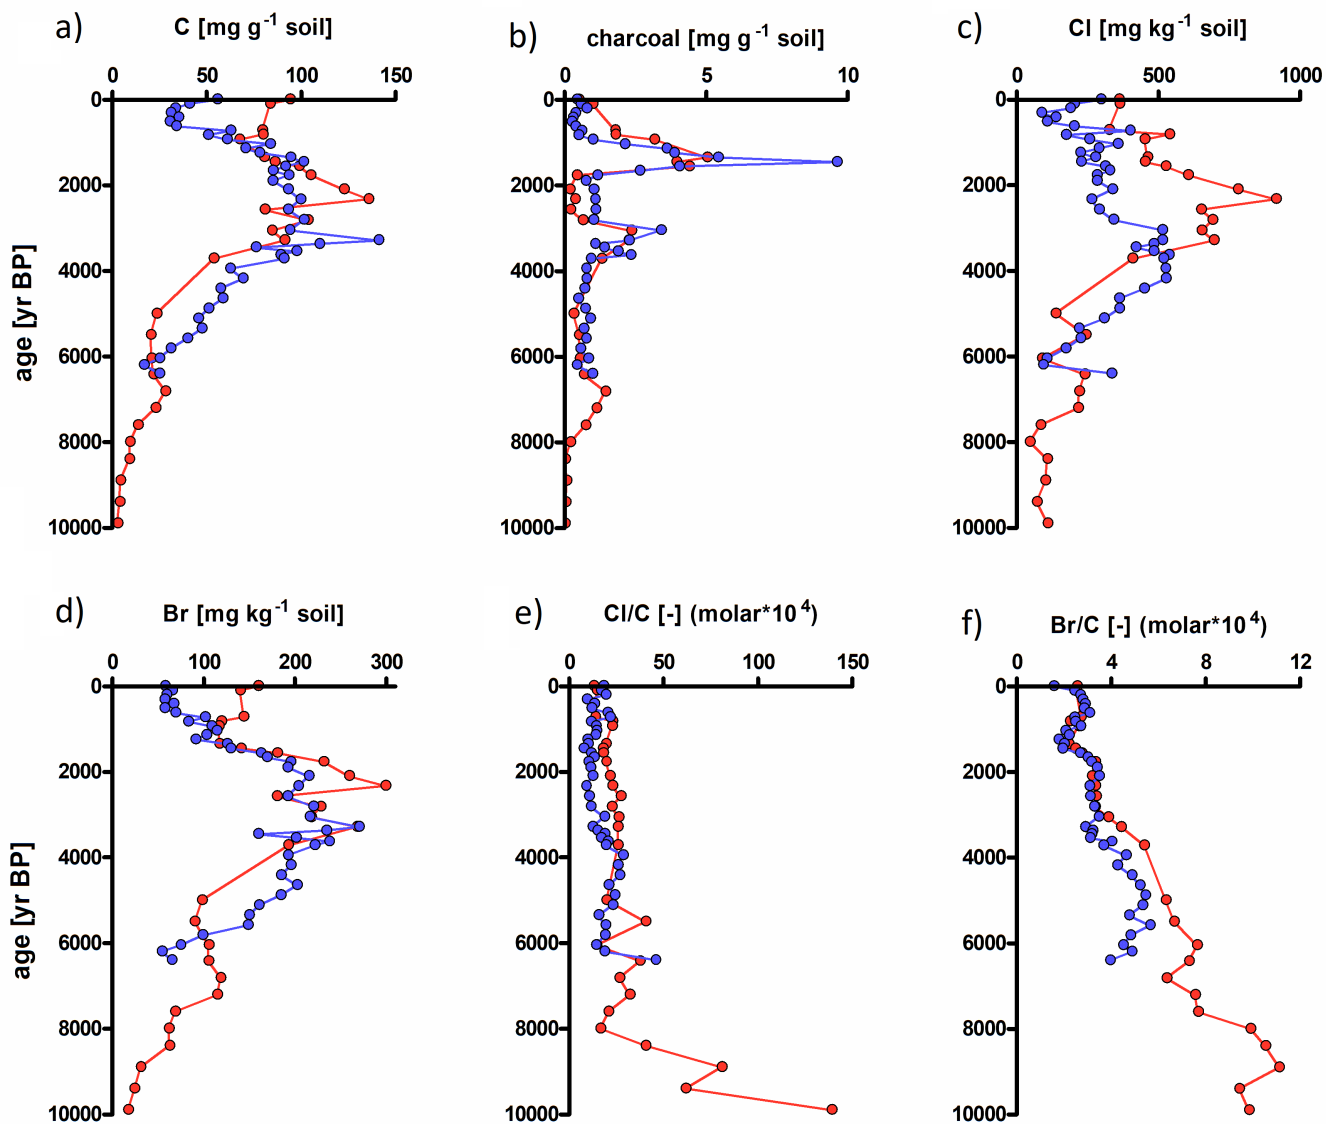 a)
C [mg g-1 soil]
0 50 100 150
0
2000
4000
6000
8000
10000
age [yr BP]
b)
charcoal [mg g-1 soil]
0 5 10
0
2000
4000
6000
8000
10000
c)
Cl [mg kg-1 soil]
0 500 1000
0
2000
4000
6000
8000
10000
d)
Br [mg kg-1 soil]
0 100 200 300
0
2000
4000
6000
8000
10000
age [yr BP]
e)
Cl/C [-] (molar*10 4)
0 50 100 150
0
2000
4000
6000
8000
10000
f)
Br/C [-] (molar*10 4)
0 4 8 12
0
2000
4000
6000
8000
10000